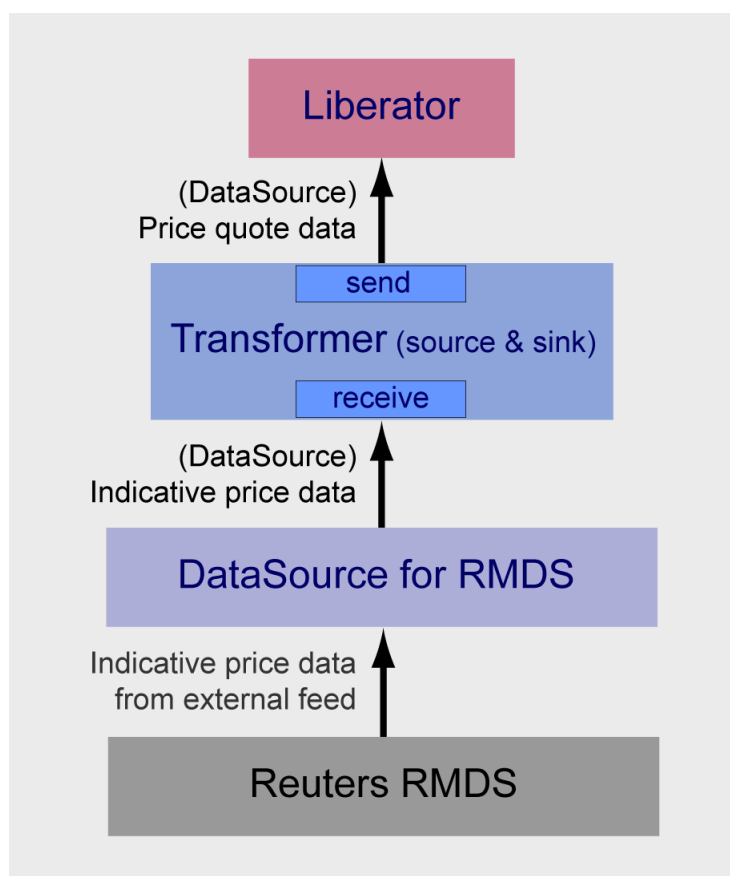 Liberator
(DataSource)
Price quote data
send
Transformer (source & sink)
receive
(DataSource)
Indicative price data
DataSource for RMDS
Indicative price data
from external feed
Reuters RMDS